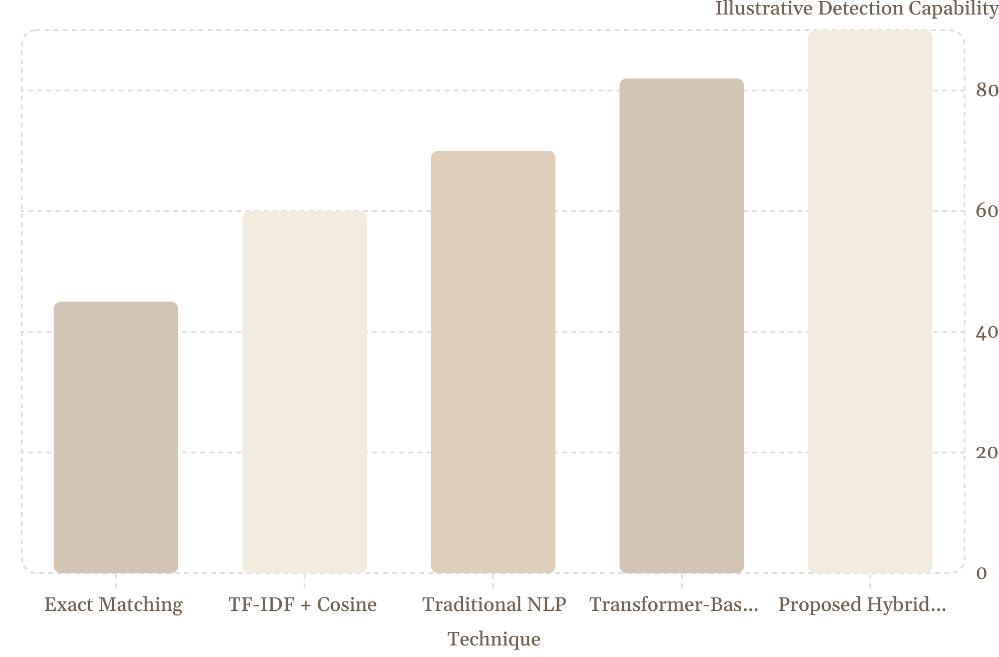 Illustrative Detection Capability
80
60
40
20
0
Exact Matching
TF-IDF + Cosine
Traditional NLP
Transformer-Bas...
Proposed Hybrid...
Technique